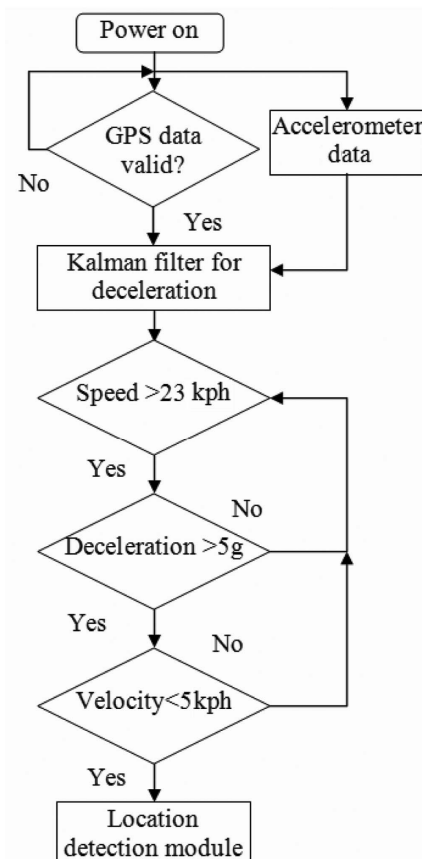 Power on
GPS data
valid?
Accelerometer
data
No
Yes
Kalman filter for
deceleration
Speed >23 kph
Yes
No
Deceleration >5g
Yes
No
Velocity<5kph
Yes
Location
detection module